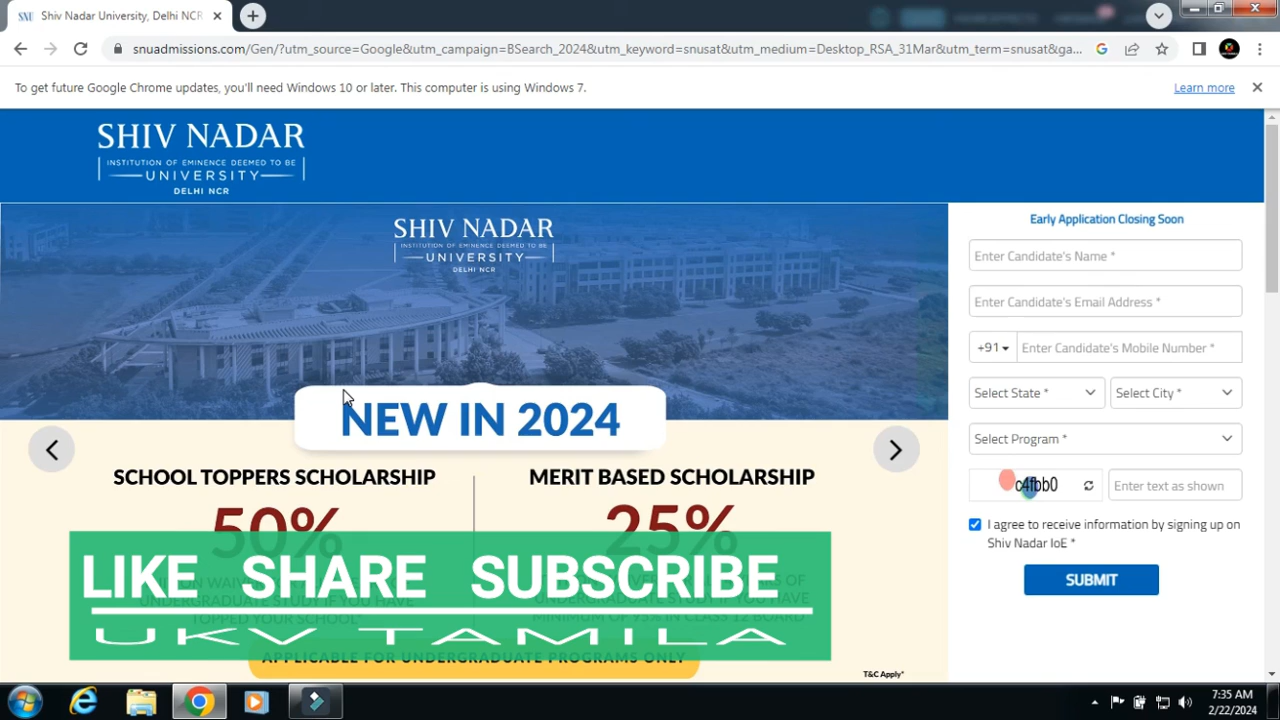 Shiv Nadar University, Delhi NCR
snuadmissions.com/Gen/?utm_source=Google&utm_campaign=BSearch_2024&utm_keyword=snusat&utm_medium=Desktop_RSA_31Mar&utm_term=snusat&ga...
To get future Google Chrome updates, you'll need Windows 10 or later. This computer is using Windows 7.
Learn more
SHIV NADAR
INSTITUTION OF EMINENCE DEEMED TO BE
UNIVERSITY
DELHI NCR
SHIV NADAR
INSTITUTION OF EMINENCE DEEMED TO BE
UNIVERSITY
DELHI NCR
NEW IN 2024
SCHOOL TOPPERS SCHOLARSHIP
50%
MERIT BASED SCHOLARSHIP
25%
LIKE SHARE SUBSCRIBE
UKV TAMILA
APPLICABLE FOR UNDERGRADUATE PROGRAMS ONLY
T&C Apply*
Early Application Closing Soon
Enter Candidate's Name *
Enter Candidate's Email Address *
+91 Enter Candidate's Mobile Number *
Select State * Select City *
Select Program *
c4fbb0 Enter text as shown
I agree to receive information by signing up on
Shiv Nadar IoE *
SUBMIT
7:35 AM
2/22/2024